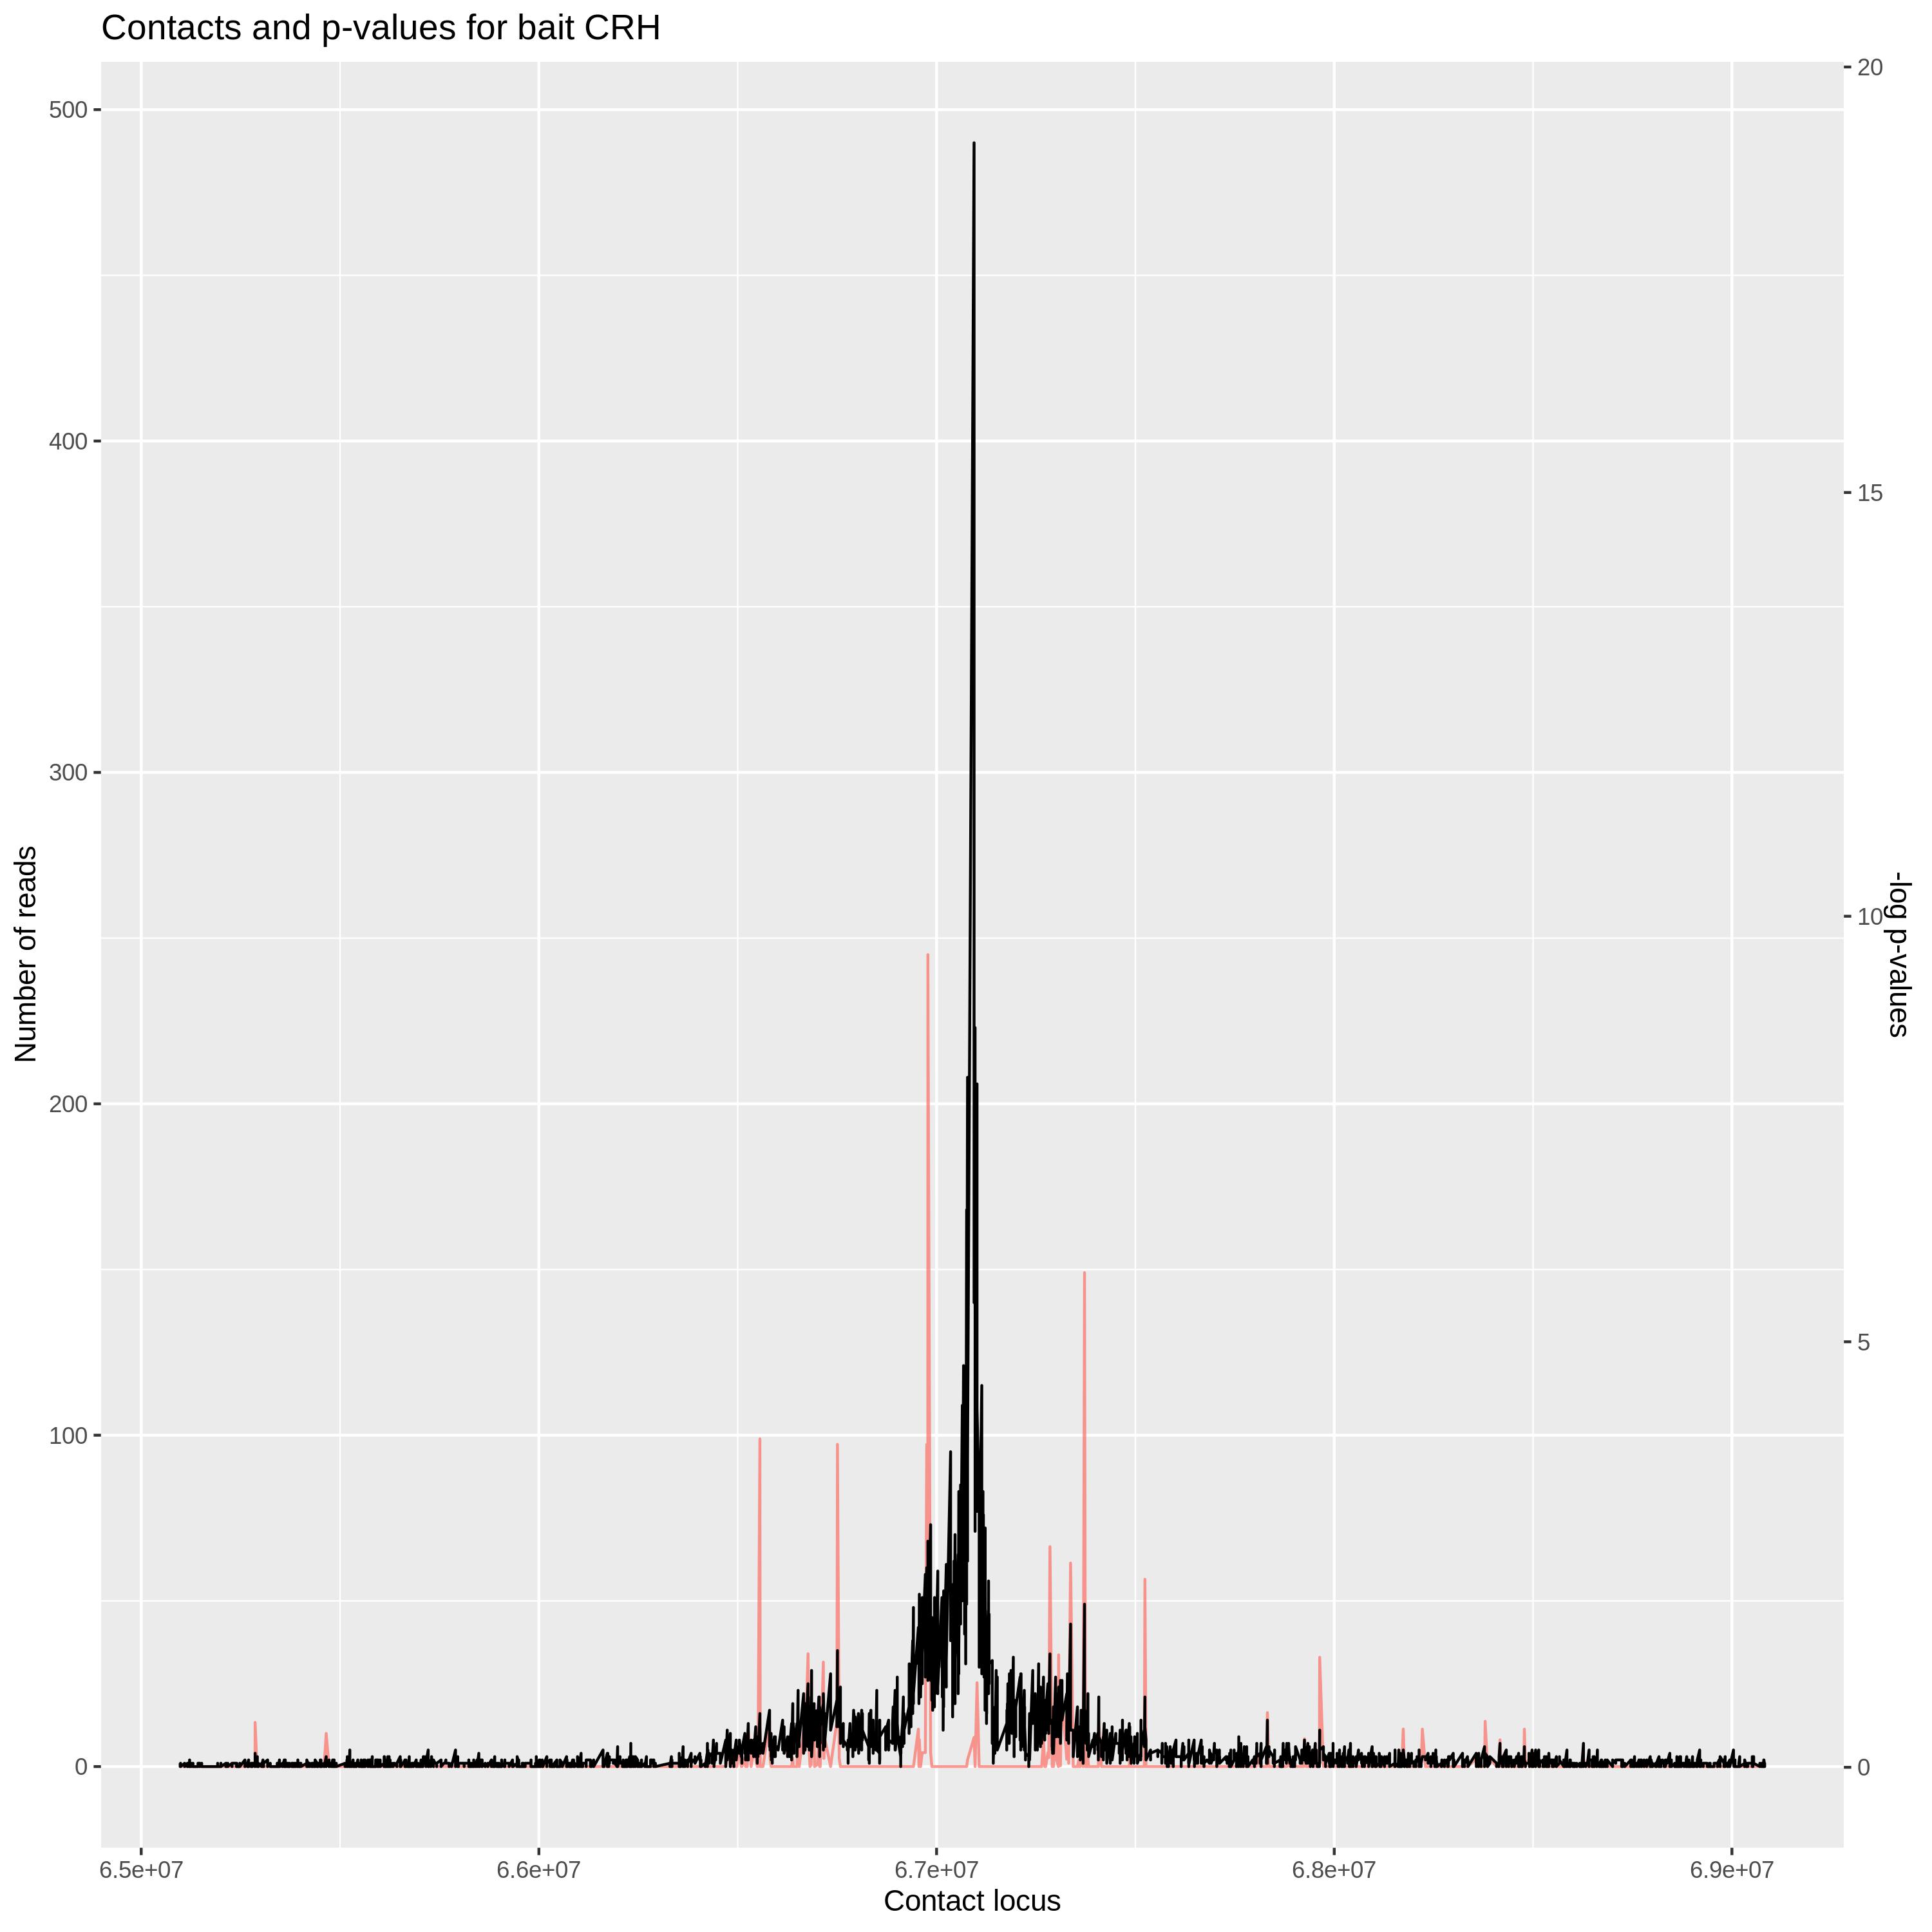 Contacts and p-values for bait CRH
500
400
300
200
100
0
Number of reads
20
15
10
5
0
-log p-values
6.5e+07
6.6e+07
6.7e+07
6.8e+07
6.9e+07
Contact locus